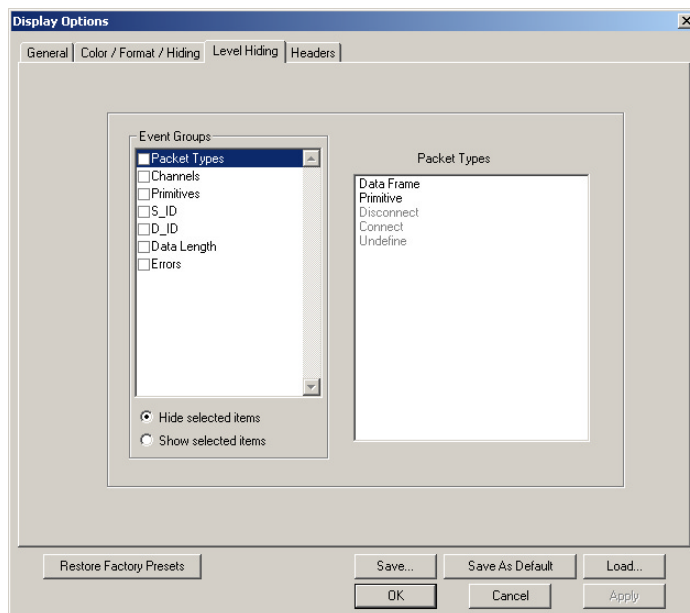 Display Options
General
Color / Format / Hiding
Level Hiding
Headers
Event Groups
Packet Types
Channels
Primitives
S_ID
D_ID
Data Length
Errors
Hide selected items
Show selected items
Packet Types
Data Frame
Primitive
Disconnect
Connect
Undefine
Restore Factory Presets
Save...
Save As Default
Load...
OK
Cancel
Apply